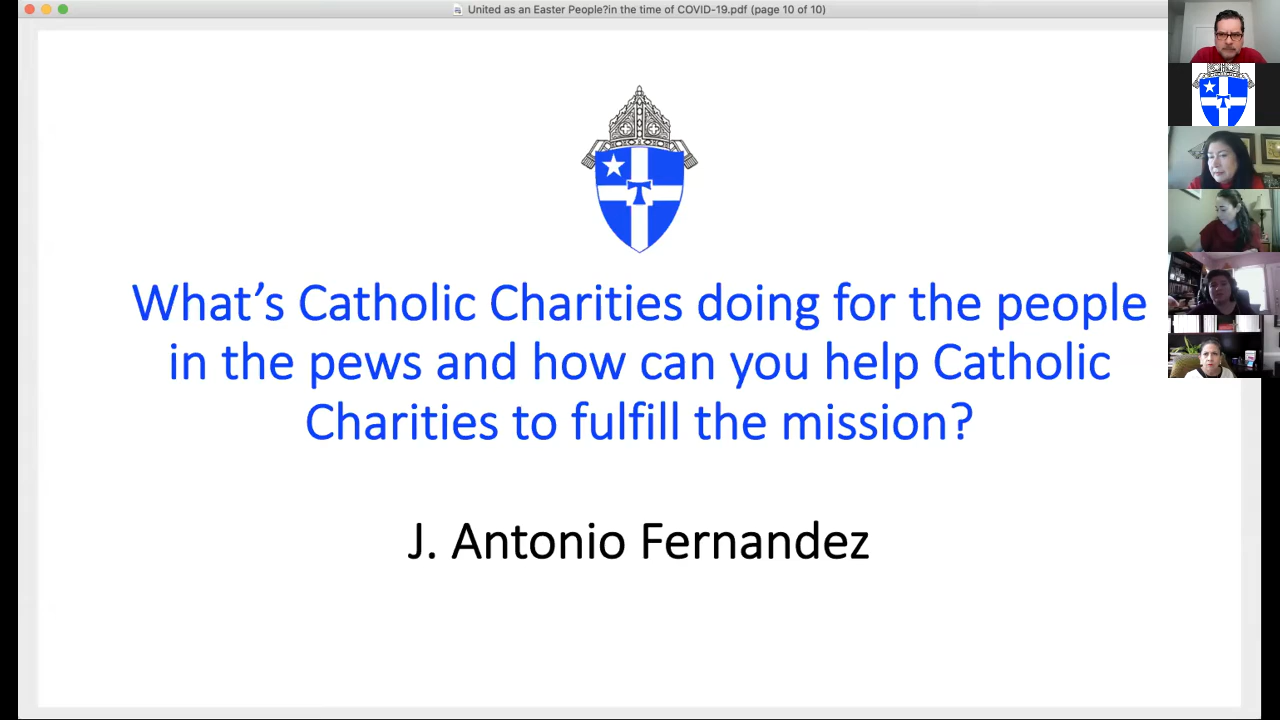 United as an Easter People?in the time of COVID-19.pdf (page 10 of 10)
What’s Catholic Charities doing for the people
in the pews and how can you help Catholic
Charities to fulfill the mission?
J. Antonio Fernandez